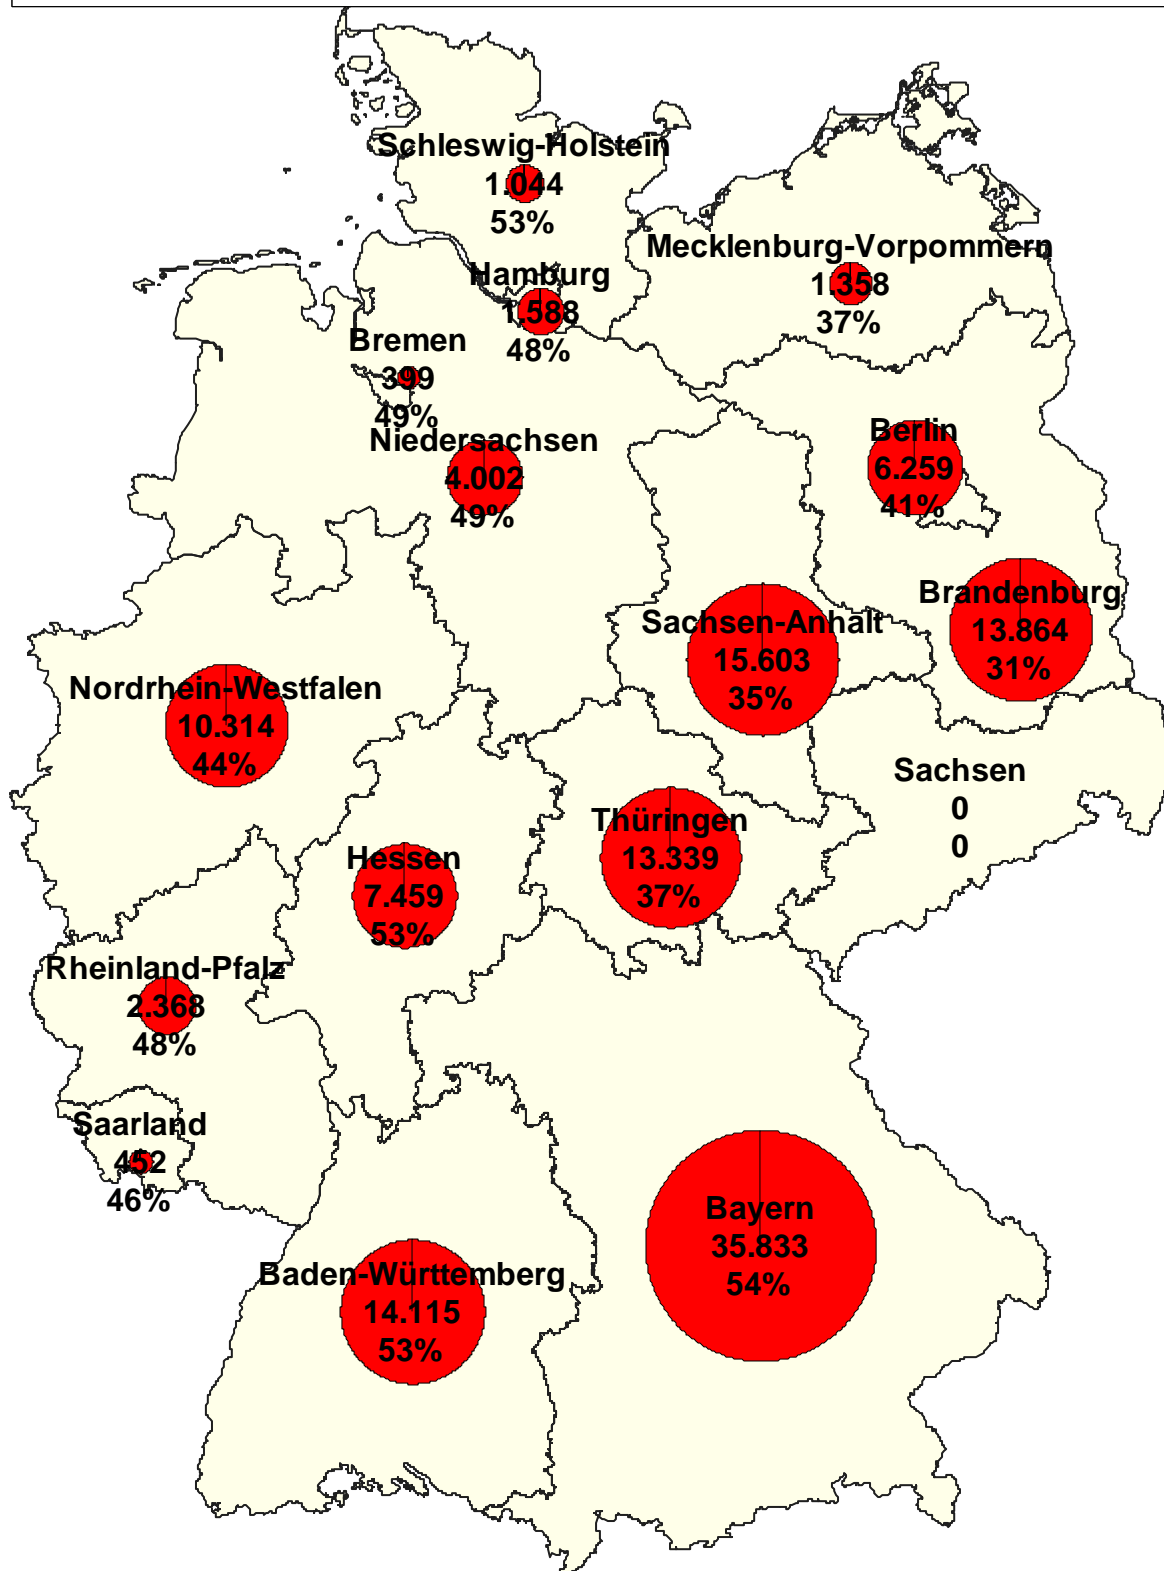 Schleswig-Holstein
1.044
53%
Mecklenburg-Vorpommern
1.358
37%
Hamburg
1.588
48%
Bremen
399
49%
Niedersachsen
4.002
49%
Berlin
6.259
41%
Brandenburg
13.864
31%
Sachsen-Anhalt
15.603
35%
Nordrhein-Westfalen
10.314
44%
Sachsen
0
0
Thüringen
13.339
37%
Hessen
7.459
53%
Rheinland-Pfalz
2.368
48%
Saarland
452
46%
Bayern
35.833
54%
Baden-Württemberg
14.115
53%